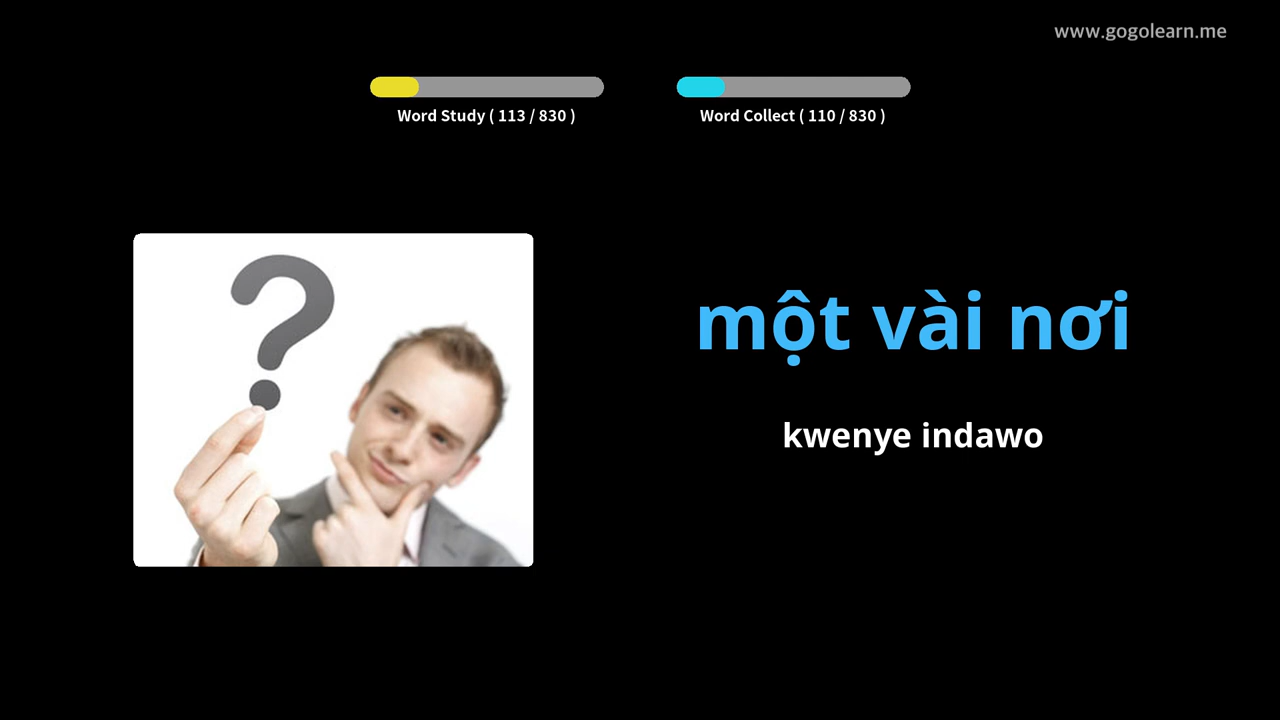 www.gogolearn.me
Word Study ( 113 / 830 )
Word Collect ( 110 / 830 )
một vài nơi
kwenye indawo